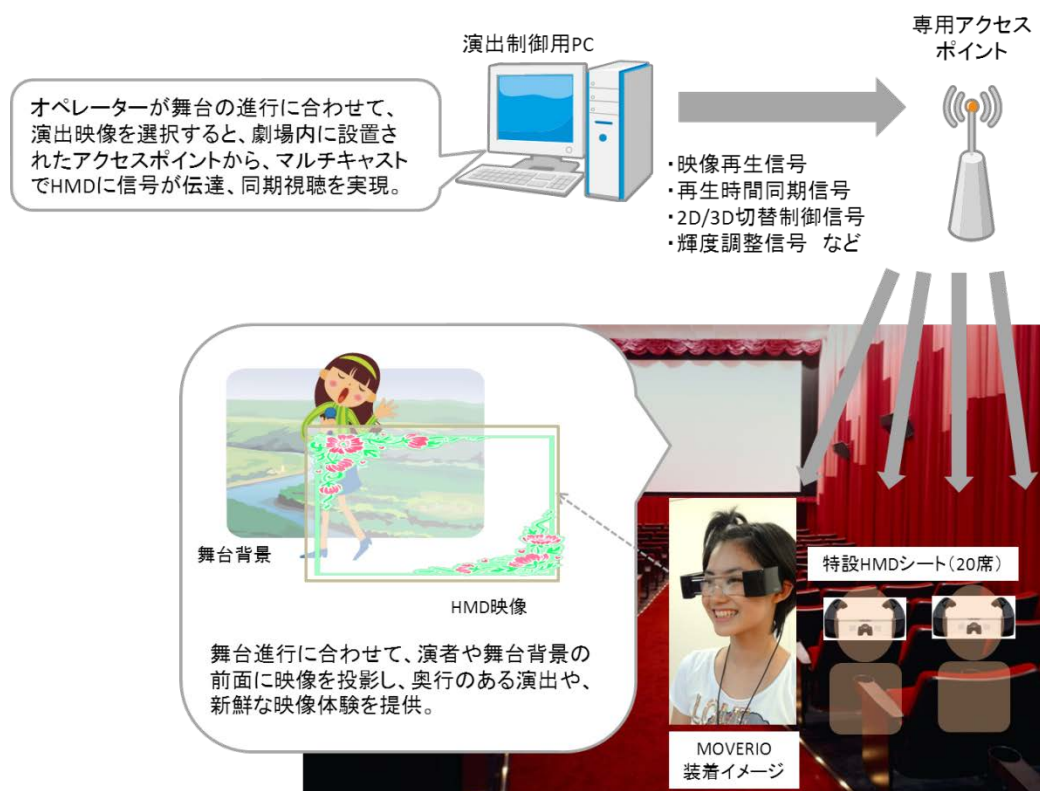 演出制御用PC
専用アクセス
ポイント
オペレーターが舞台の進行に合わせて、
演出映像を選択すると、劇場内に設置さ
れたアクセスポイントから、マルチキャスト
でHMDに信号が伝達、同期視聴を実現。
・映像再生信号
・再生時間同期信号
・2D/3D切替制御信号
・輝度調整信号　など
舞台背景
HMD映像
舞台進行に合わせて、演者や舞台背景の
前面に映像を投影し、奥行のある演出や、
新鮮な映像体験を提供。
特設HMDシート（20席）
MOVERIO
装着イメージ